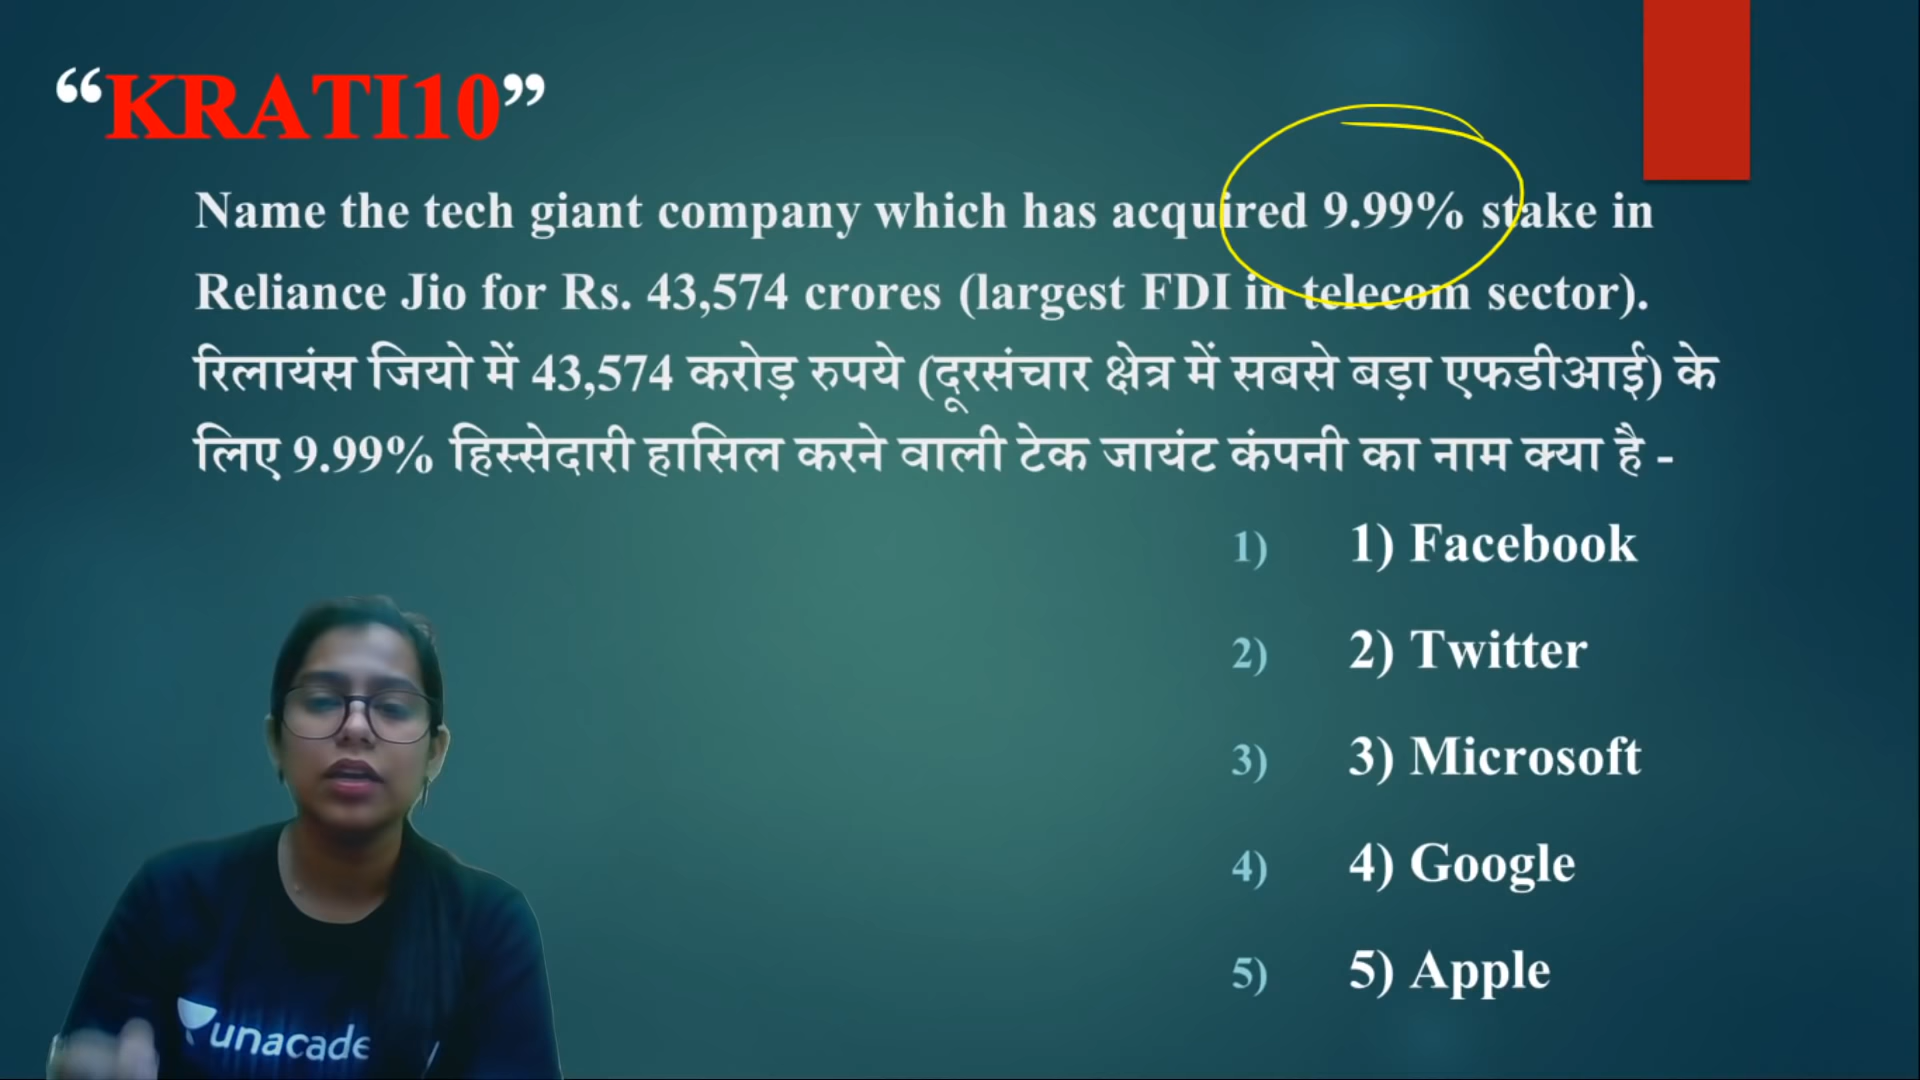 “KRATI10”
Name the tech giant company which has acquired 9.99% stake in
Reliance Jio for Rs. 43,574 crores (largest FDI in telecom sector).
रिलायंस जियो में 43,574 करोड़ रुपये (दूरसंचार क्षेत्र में सबसे बड़ा एफडीआई) के
लिए 9.99% हिस्सेदारी हासिल करने वाली टेक जायंट कंपनी का नाम क्या है -
1) 1) Facebook
2) 2) Twitter
3) 3) Microsoft
4) 4) Google
5) 5) Apple
unacade